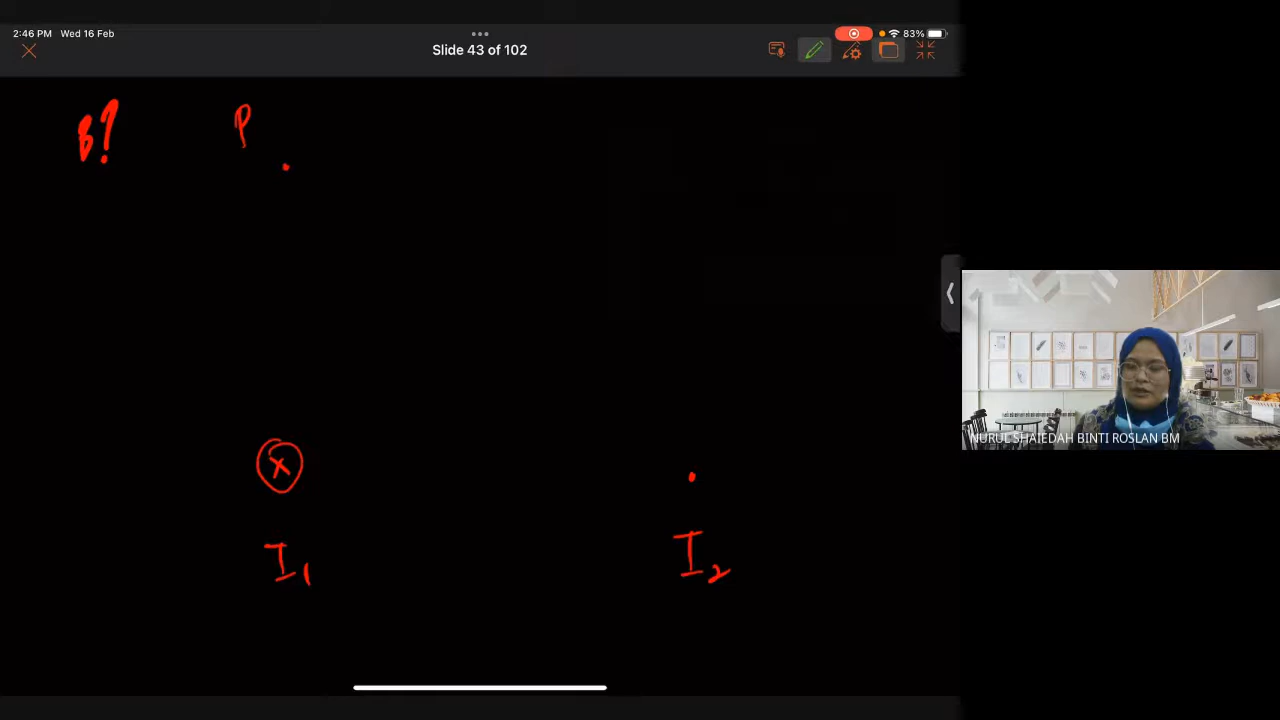 2:46 PM Wed 16 Feb
83%
Slide 43 of 102
B? P
x
I₁ I₂
NURUL SHAIEDAH BINTI ROSLAN BM